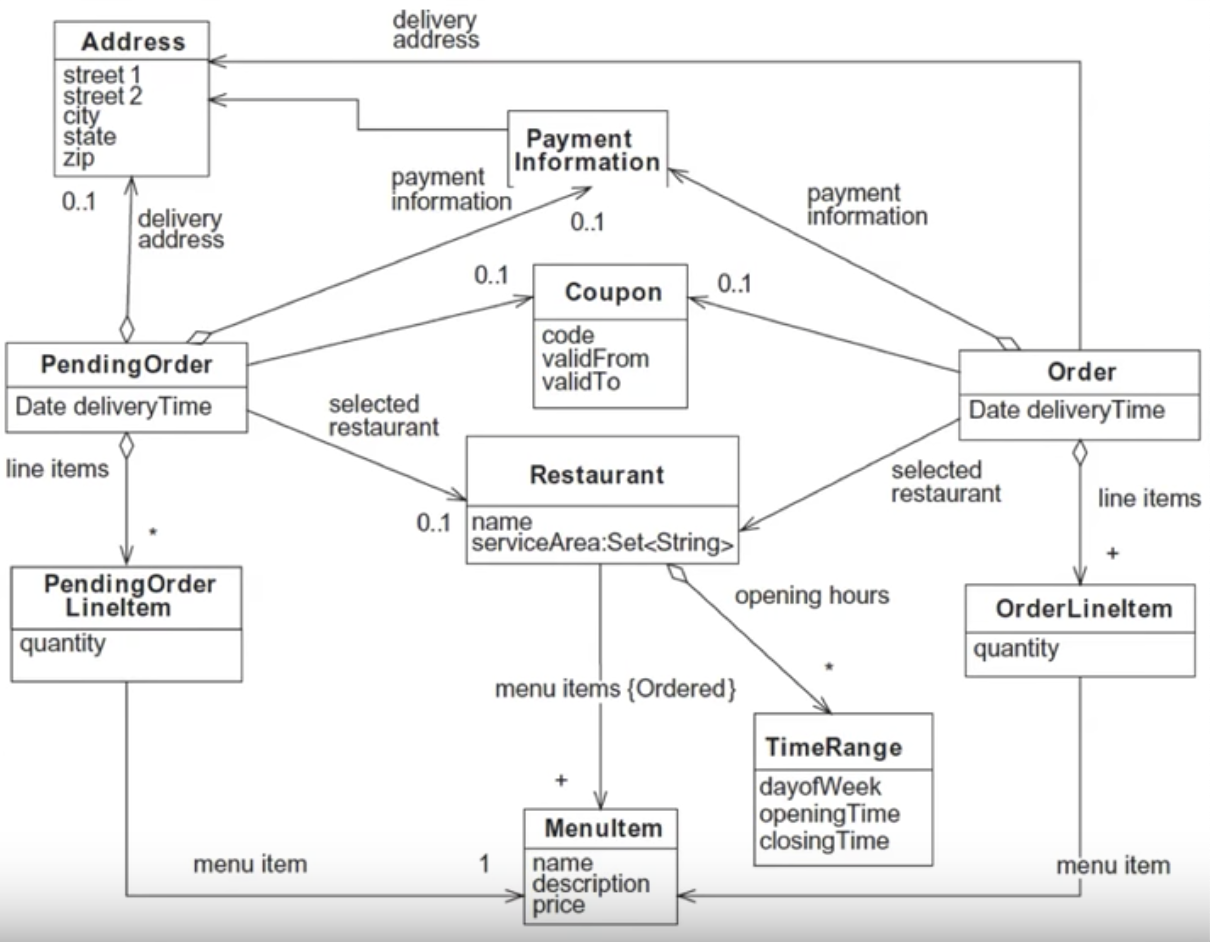 delivery
address
Address
street 1
street 2
city
state
zip
Payment
Information
0..1
delivery
address
payment
information
0..1
payment
information
0..1
Coupon
code
validFrom
validTo
0..1
PendingOrder
Date deliveryTime
Order
Date deliveryTime
selected
restaurant
line items
*
Restaurant
name
serviceArea:Set<String>
0..1
selected
restaurant
line items
+
PendingOrder
LineItem
quantity
opening hours
*
OrderLineItem
quantity
menu items {Ordered}
+
TimeRange
dayofWeek
openingTime
closingTime
MenuItem
name
description
price
menu item
1
menu item